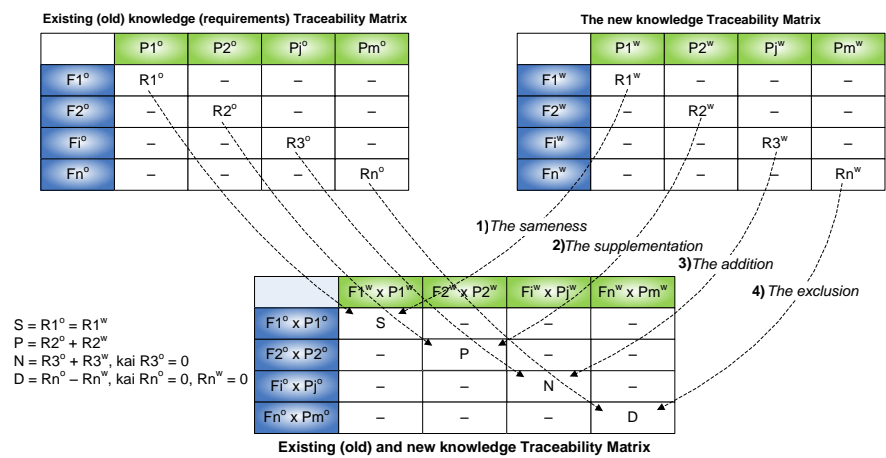 Existing (old) knowledge (requirements) Traceability Matrix
P1ᵒ P2ᵒ Pjᵒ Pmᵒ
F1ᵒ R1ᵒ – – –
F2ᵒ – R2ᵒ – –
Fiᵒ – – R3ᵒ –
Fnᵒ – – – Rnᵒ
The new knowledge Traceability Matrix
P1ʷ P2ʷ Pjʷ Pmʷ
F1ʷ R1ʷ – – –
F2ʷ – R2ʷ – –
Fiʷ – – R3ʷ –
Fnʷ – – – Rnʷ
1)The sameness
2)The supplementation
3)The addition
4) The exclusion
S = R1ᵒ = R1ʷ
P = R2ᵒ + R2ʷ
N = R3ᵒ + R3ʷ, kai R3ᵒ = 0
D = Rnᵒ – Rnʷ, kai Rnᵒ = 0, Rnʷ = 0
F1ʷ x P1ʷ F2ʷ x P2ʷ Fiʷ x Pjʷ Fnʷ x Pmʷ
F1ᵒ x P1ᵒ S – – –
F2ᵒ x P2ᵒ – P – –
Fiᵒ x Pjᵒ – – N –
Fnᵒ x Pmᵒ – – – D
Existing (old) and new knowledge Traceability Matrix